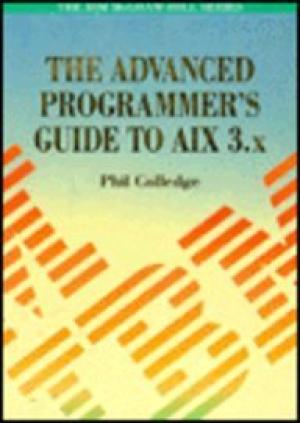 THE IBM McGRAW-HILL SERIES
THE ADVANCED
PROGRAMMER'S
GUIDE TO AIX 3.x
Phil Colledge